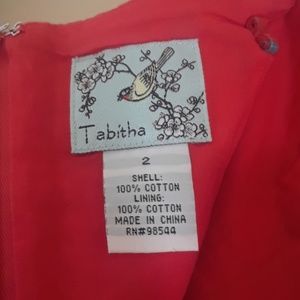 Tabitha
2
SHELL:
100% COTTON
LINING:
100% COTTON
MADE IN CHINA
RN#98544